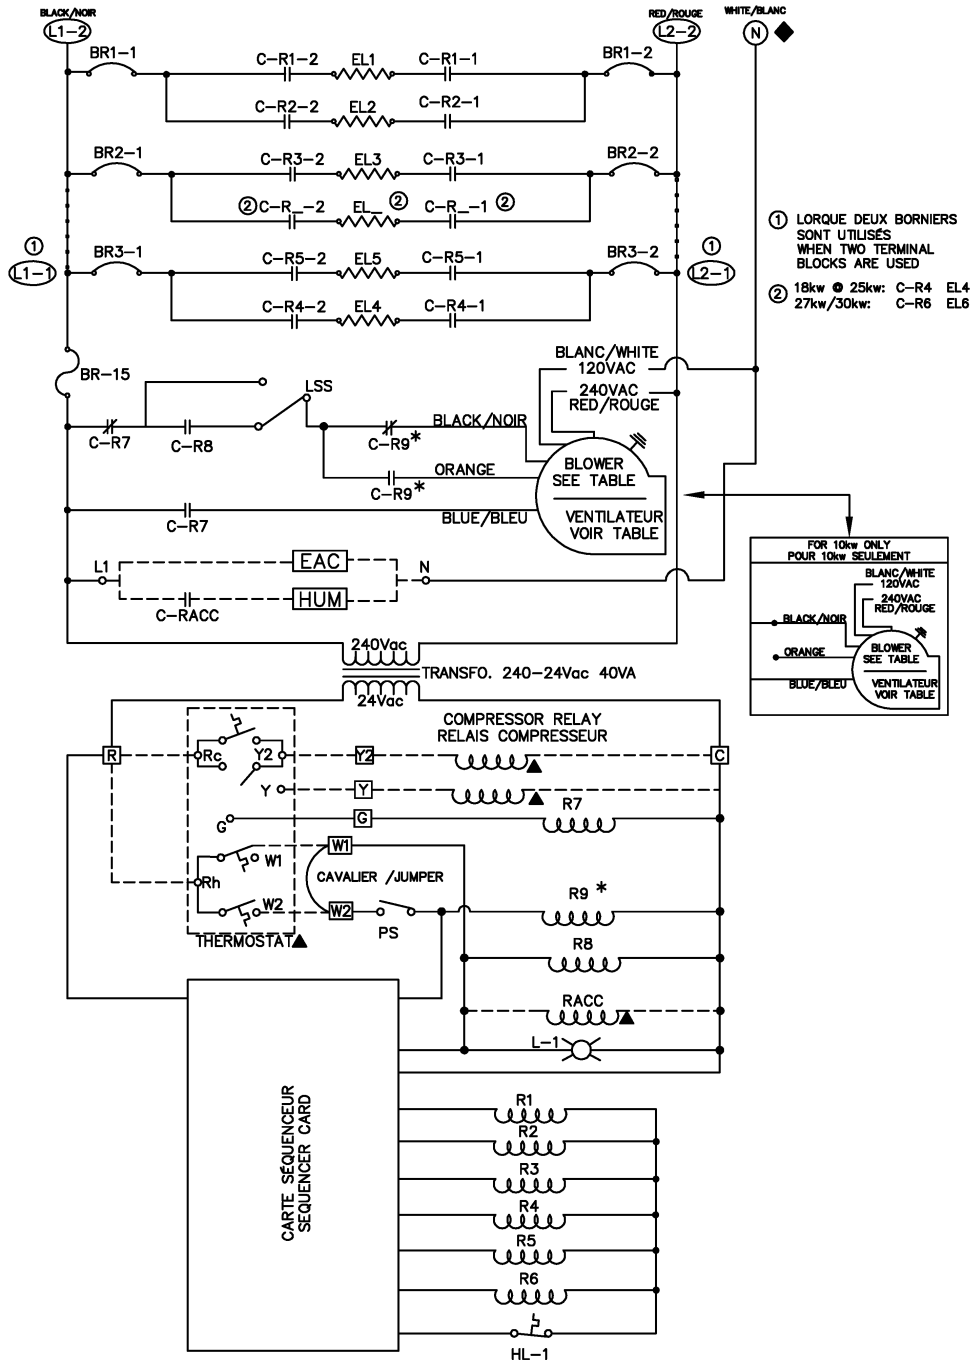 BLACK/NOIR
RED/ROUGE
WHITE/BLANC
L1-2
L2-2
N
BR1-1
C-R1-2
EL1
C-R1-1
BR1-2
C-R2-2
EL2
C-R2-1
BR2-1
C-R3-2
EL3
C-R3-1
BR2-2
② C-R_-2
EL_ ②
C-R_-1 ②
①
BR3-1
C-R5-2
EL5
C-R5-1
BR3-2
①
L1-1
L2-1
C-R4-2
EL4
C-R4-1
① LORQUE DEUX BORNIERS
SONT UTILISÉS
WHEN TWO TERMINAL
BLOCKS ARE USED
② 18kw @ 25kw: C-R4 EL4
27kw/30kw: C-R6 EL6
BR-15
BLANC/WHITE
120VAC
240VAC
RED/ROUGE
LSS
BLACK/NOIR
C-R7
C-R8
C-R9*
ORANGE
C-R9*
BLOWER
SEE TABLE
VENTILATEUR
VOIR TABLE
BLUE/BLEU
C-R7
L1
EAC
N
HUM
C-RACC
FOR 10kw ONLY
POUR 10kw SEULEMENT
BLANC/WHITE
120VAC
240VAC
RED/ROUGE
BLACK/NOIR
ORANGE
BLOWER
SEE TABLE
BLUE/BLEU
VENTILATEUR
VOIR TABLE
240Vac
TRANSFO. 240-24Vac 40VA
24Vac
COMPRESSOR RELAY
RELAIS COMPRESSEUR
R
Rc
Y2
Y2
C
Y
Y
R7
G
G
W1
W1
CAVALIER /JUMPER
Rh
W2
W2
PS
R9 *
THERMOSTAT
R8
RACC
L-1
CARTE SÉQUENCEUR
SEQUENCER CARD
R1
R2
R3
R4
R5
R6
HL-1